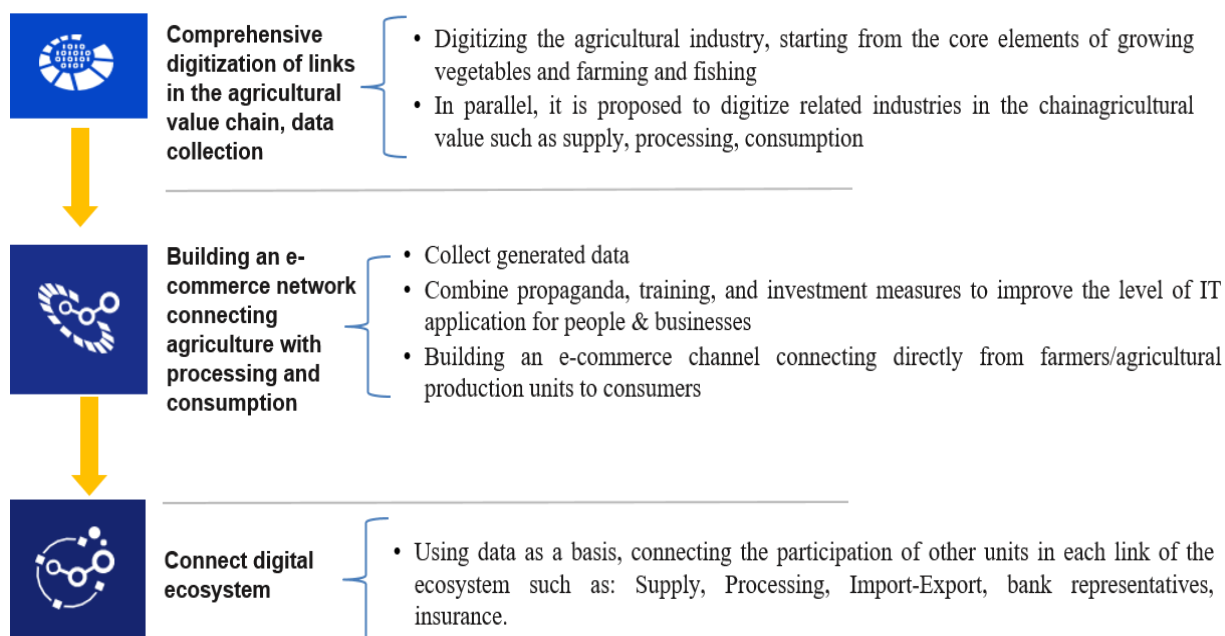 Comprehensive
digitization of links
in the agricultural
value chain, data
collection
• Digitizing the agricultural industry, starting from the core elements of growing
vegetables and farming and fishing
• In parallel, it is proposed to digitize related industries in the chainagricultural
value such as supply, processing, consumption
Building an e-
commerce network
connecting
agriculture with
processing and
consumption
• Collect generated data
• Combine propaganda, training, and investment measures to improve the level of IT
application for people & businesses
• Building an e-commerce channel connecting directly from farmers/agricultural
production units to consumers
Connect digital
ecosystem
• Using data as a basis, connecting the participation of other units in each link of the
ecosystem such as: Supply, Processing, Import-Export, bank representatives,
insurance.